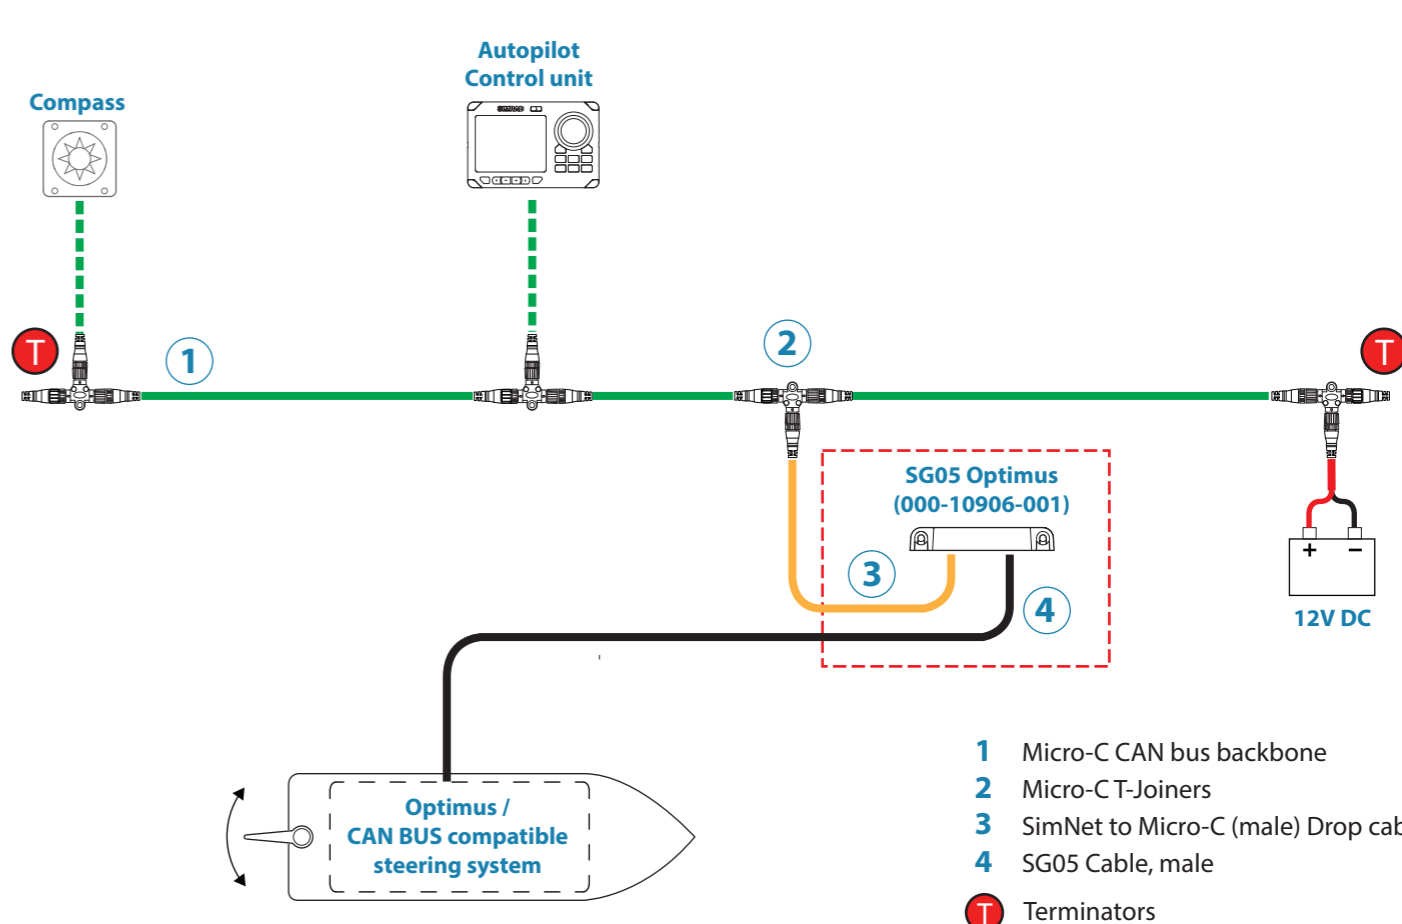 Autopilot
Control unit
Compass
SIMRAD
T
1
2
T
SG05 Optimus
(000-10906-001)
3
4
+ −
12V DC
Optimus /
CAN BUS compatible
steering system
1 Micro-C CAN bus backbone
2 Micro-C T-Joiners
3 SimNet to Micro-C (male) Drop cab
4 SG05 Cable, male
T Terminators